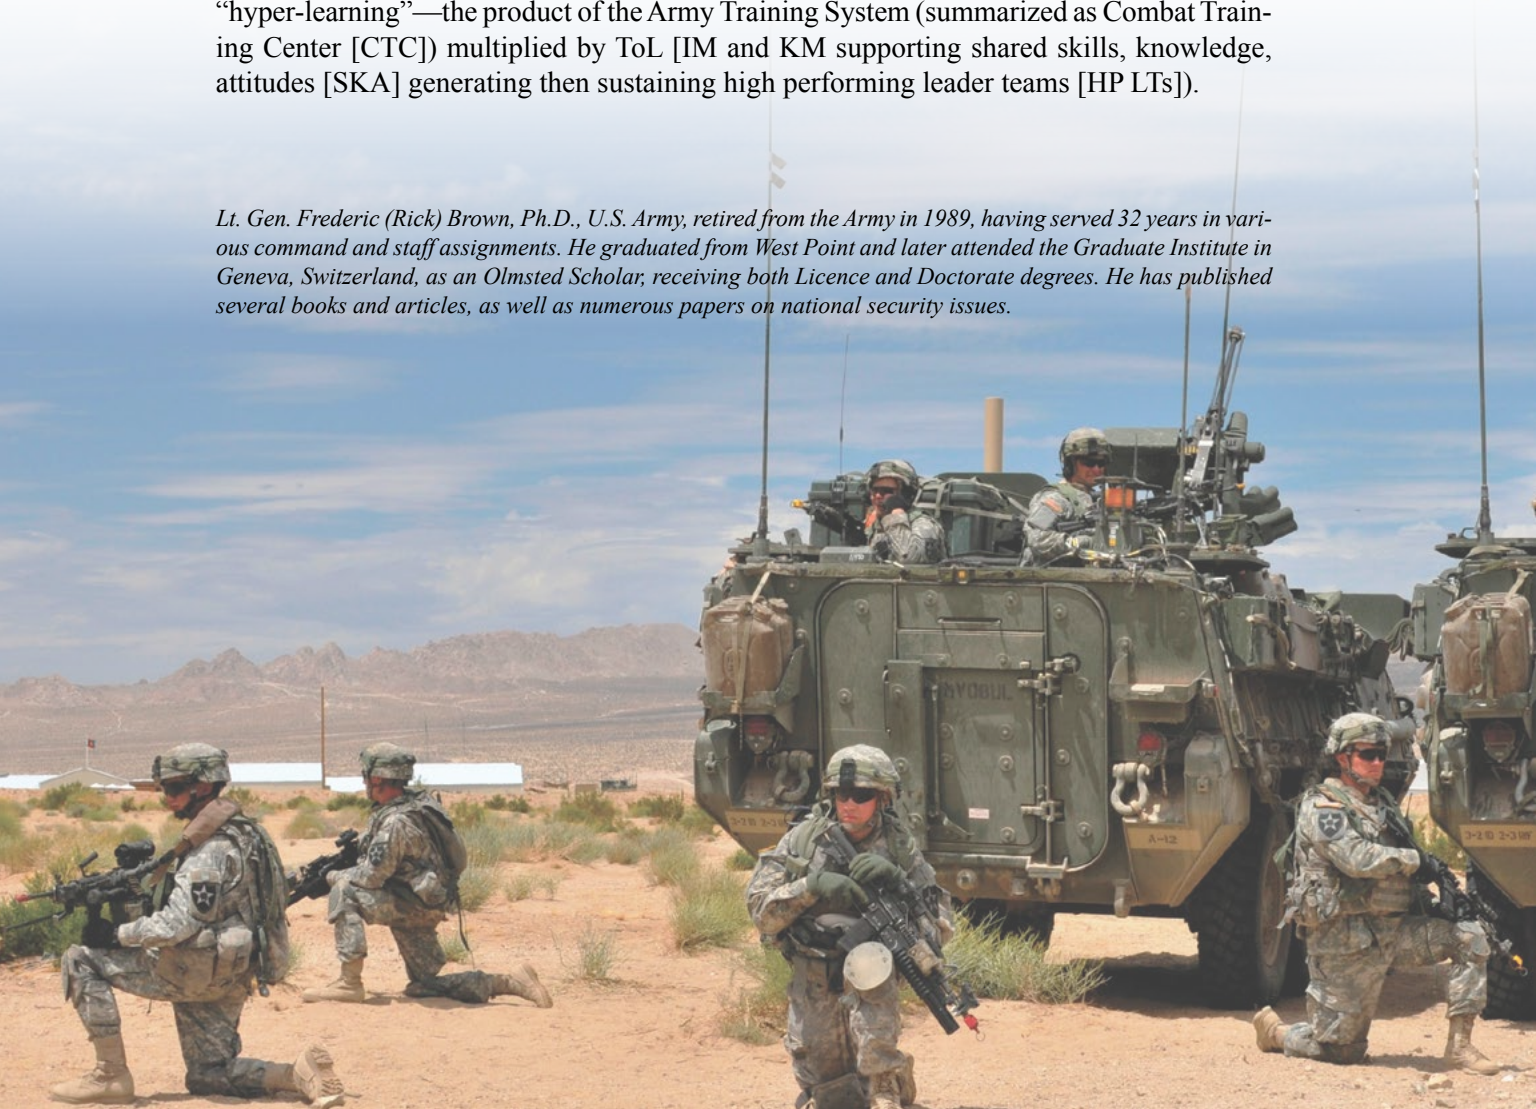 “hyper-learning”—the product of the Army Training System (summarized as Combat Train-
ing Center [CTC]) multiplied by ToL [IM and KM supporting shared skills, knowledge,
attitudes [SKA] generating then sustaining high performing leader teams [HP LTs]).
Lt. Gen. Frederic (Rick) Brown, Ph.D., U.S. Army, retired from the Army in 1989, having served 32 years in vari-
ous command and staff assignments. He graduated from West Point and later attended the Graduate Institute in
Geneva, Switzerland, as an Olmsted Scholar, receiving both Licence and Doctorate degrees. He has published
several books and articles, as well as numerous papers on national security issues.
A-12